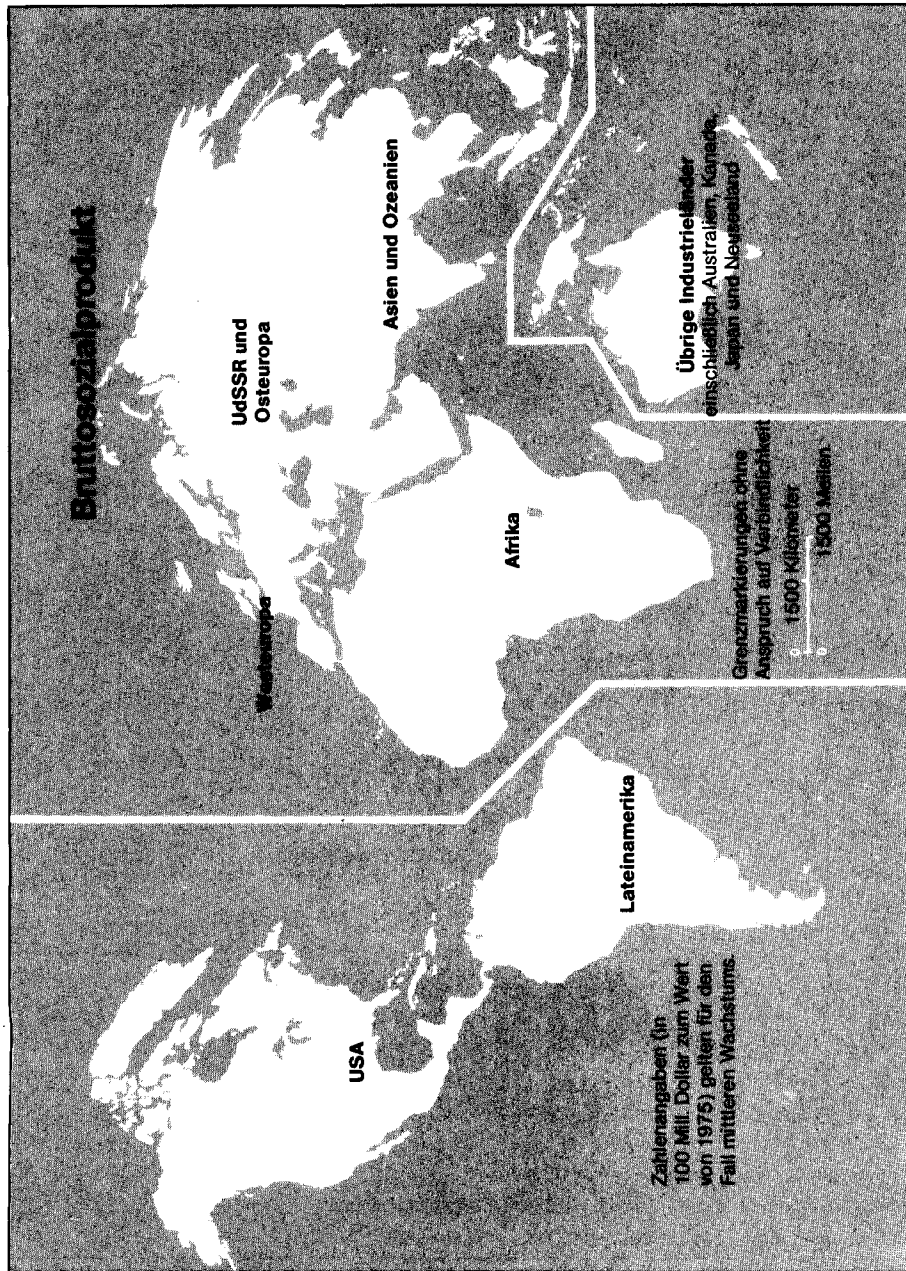 Bruttosozialprodukt
USA
Westeuropa
UdSSR und
Osteuropa
Asien und Ozeanien
Afrika
Lateinamerika
Übrige Industrieländer
einschließlich Australien, Kanada,
Japan und Neuseeland
Zahlenangaben (in
100 Mill. Dollar zum Wert
von 1975) gelten für den
Fall mittleren Wachstums.
Grenzmarkierungen ohne
Anspruch auf Verbindlichkeit
0 1500 Kilometer
0 1500 Meilen